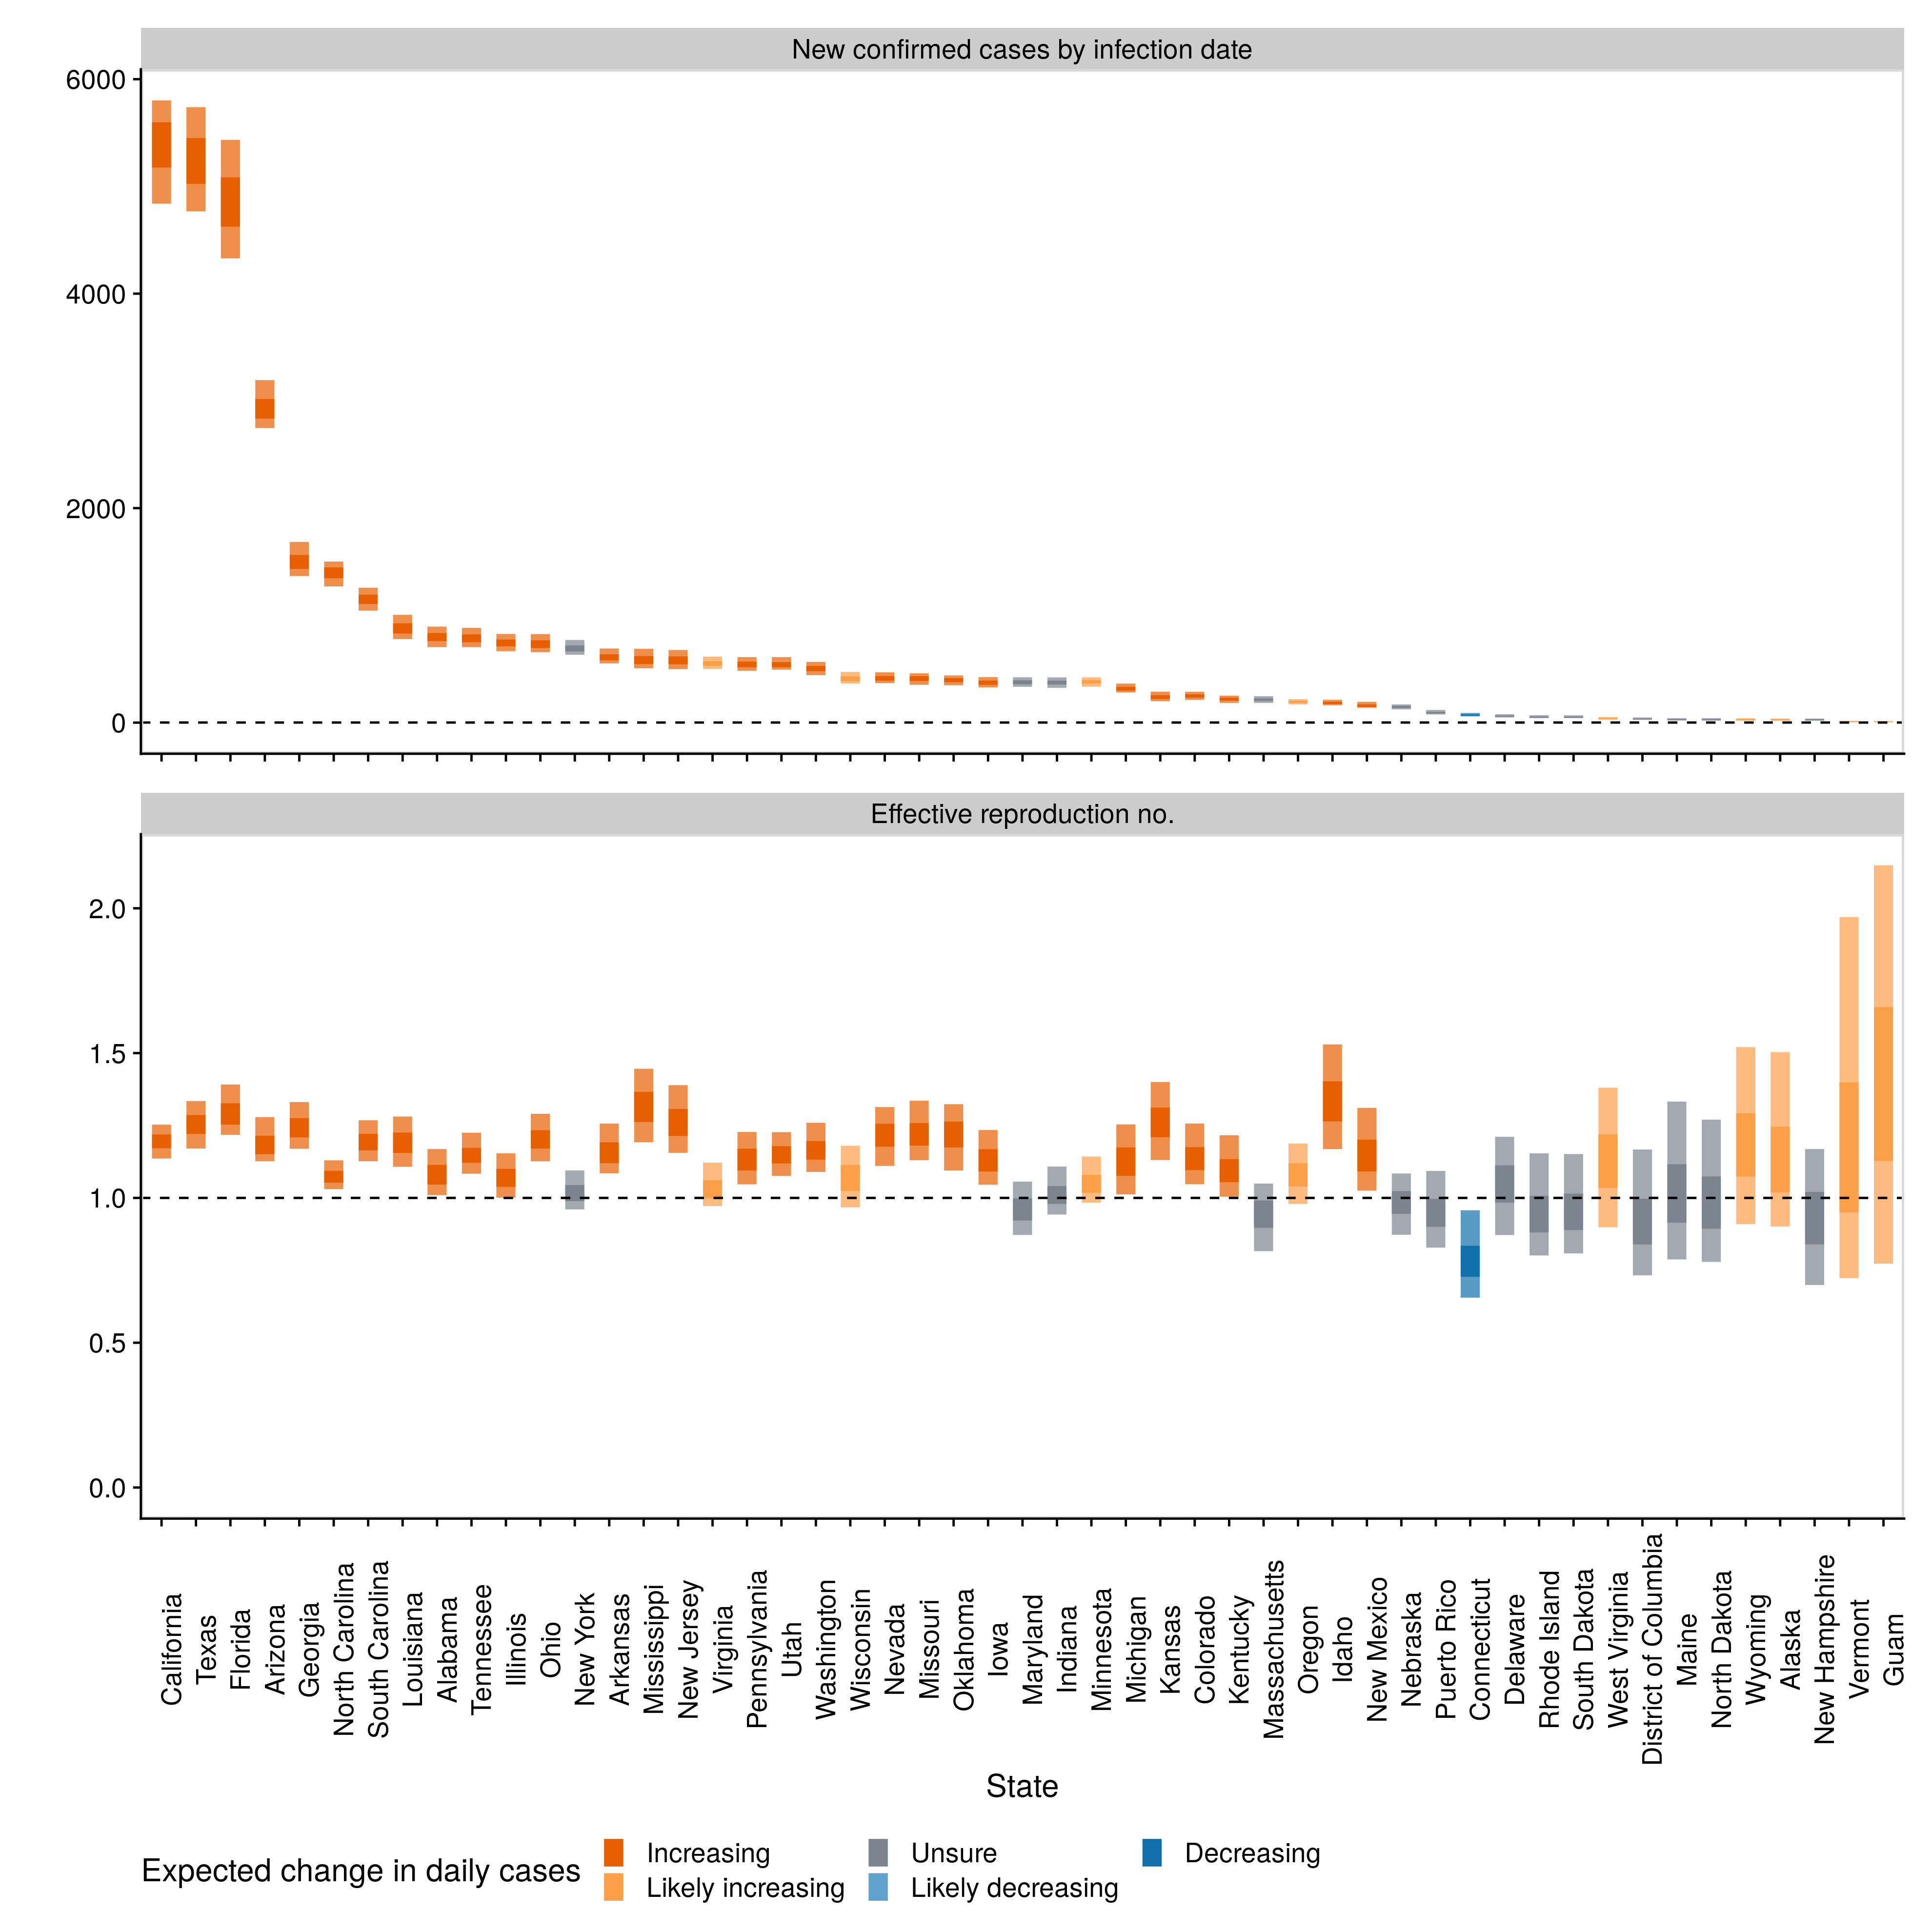 New confirmed cases by infection date
6000
4000
2000
0
Effective reproduction no.
2.0
1.5
1.0
0.5
0.0
California
Texas
Florida
Arizona
Georgia
North Carolina
South Carolina
Louisiana
Alabama
Tennessee
Illinois
Ohio
New York
Arkansas
Mississippi
New Jersey
Virginia
Pennsylvania
Utah
Washington
Wisconsin
Nevada
Missouri
Oklahoma
Iowa
Maryland
Indiana
Minnesota
Michigan
Kansas
Colorado
Kentucky
Massachusetts
Oregon
Idaho
New Mexico
Nebraska
Puerto Rico
Connecticut
Delaware
Rhode Island
South Dakota
West Virginia
District of Columbia
Maine
North Dakota
Wyoming
Alaska
New Hampshire
Vermont
Guam
State
Expected change in daily cases
Increasing
Unsure
Decreasing
Likely increasing
Likely decreasing